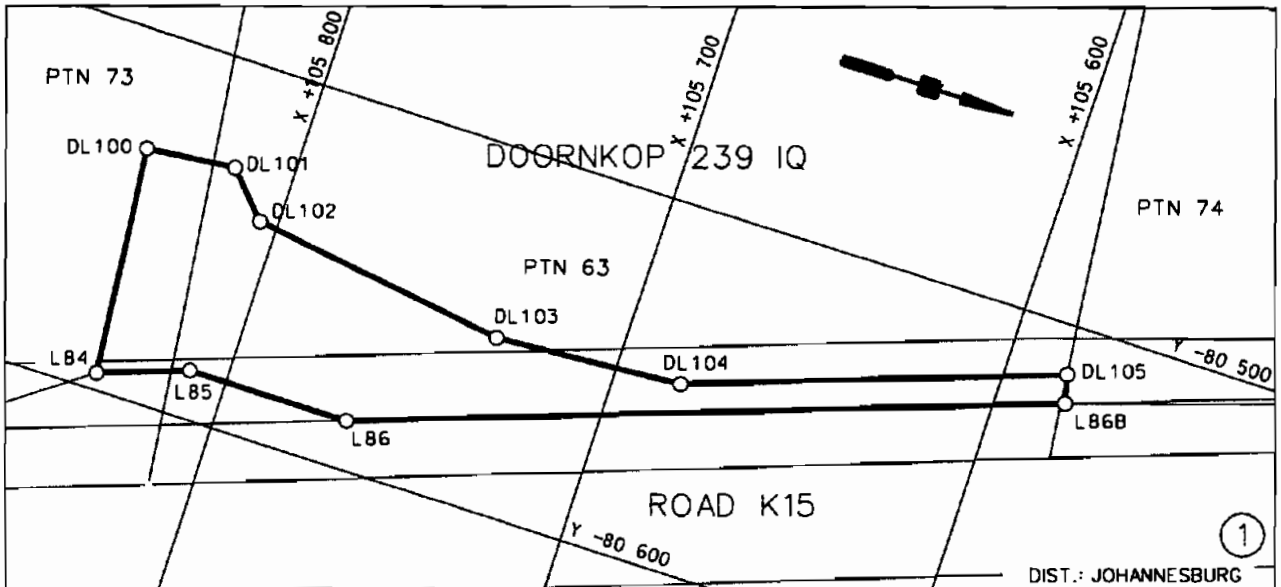 PTN 73
X +105 800
X +105 700
X +105 600
DL100
DL101
DOORNKOP 239 IQ
DL102
PTN 74
PTN 63
DL103
L84
L85
DL104
Y -80 500
DL105
L86
L86B
ROAD K15
Y -80 600
1
DIST.: JOHANNESBURG